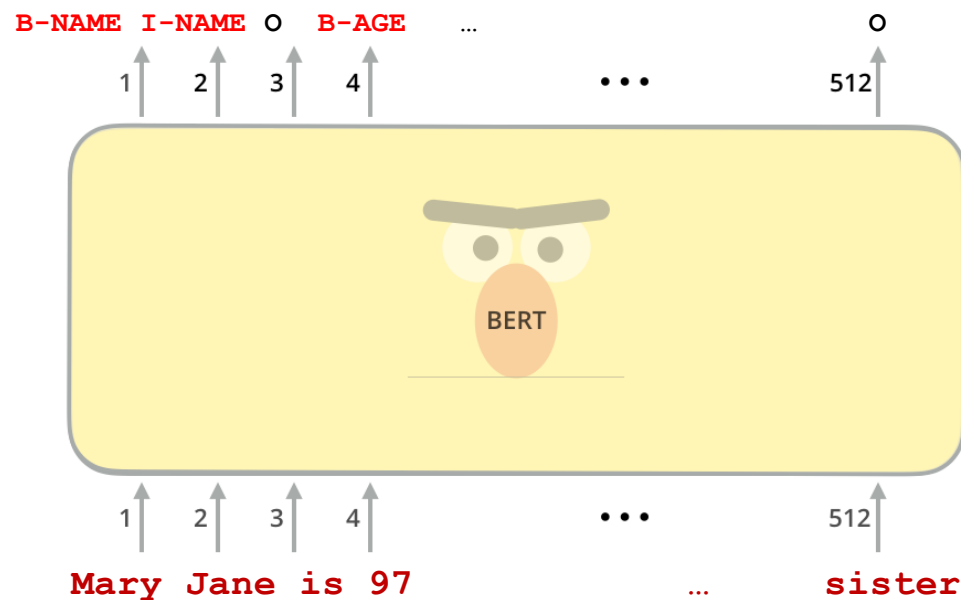 B-NAME I-NAME O B-AGE … O
1 2 3 4 ••• 512
BERT
1 2 3 4 ••• 512
Mary Jane is 97 … sister